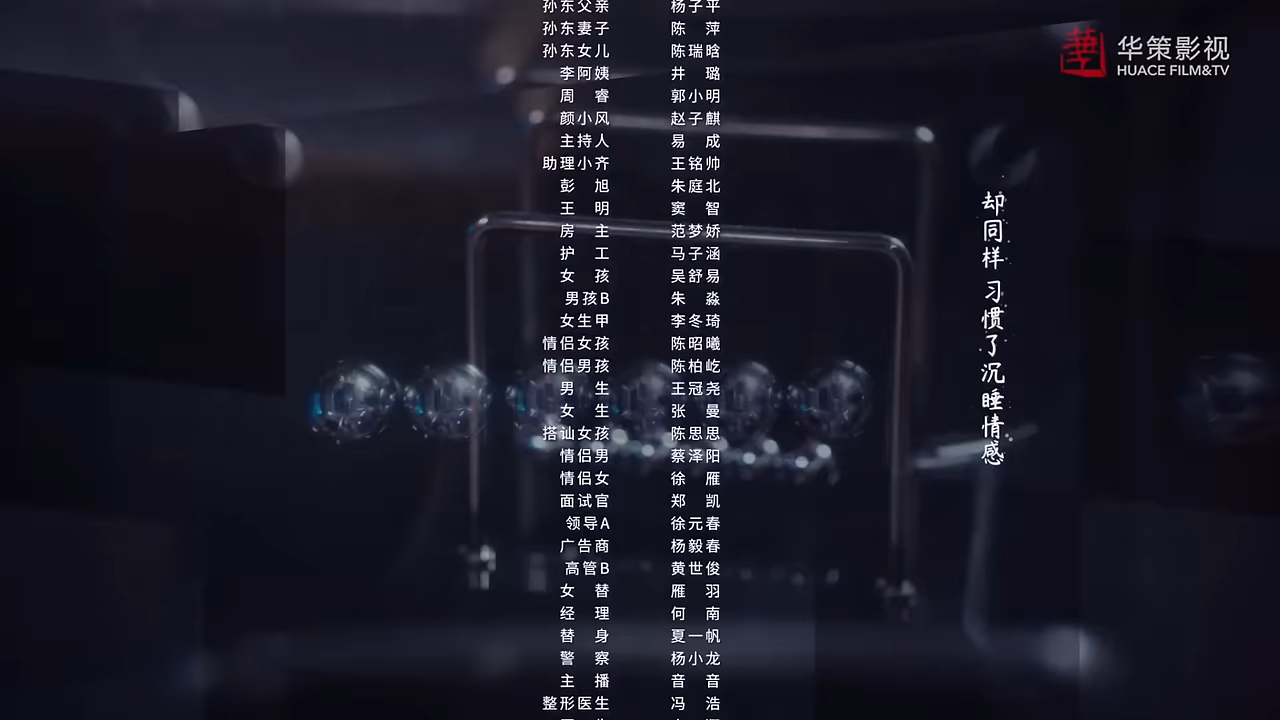 孙东父亲 杨子平
孙东妻子 陈萍
孙东女儿 陈瑞晗
李阿姨 井璐
周睿 郭小明
颜小风 赵子麒
主持人 易成
助理小齐 王铭帅
彭旭 朱庭北
王明 窦智
房主 范梦娇
护工 马子涵
女孩 吴舒易
男孩B 朱淼
女生甲 李冬琦
情侣女孩 陈昭曦
情侣男孩 陈柏屹
男生 王冠尧
女生 张曼
搭讪女孩 陈思思
情侣男 蔡泽阳
情侣女 徐雁
面试官 郑凯
领导A 徐元春
广告商 杨毅春
高管B 黄世俊
女替 雁羽
经理 何南
替身 夏一帆
警察 杨小龙
主播 音音
整形医生 冯浩
却同样 习惯了沉睡情感
華
华策影视
HUACE FILM&TV